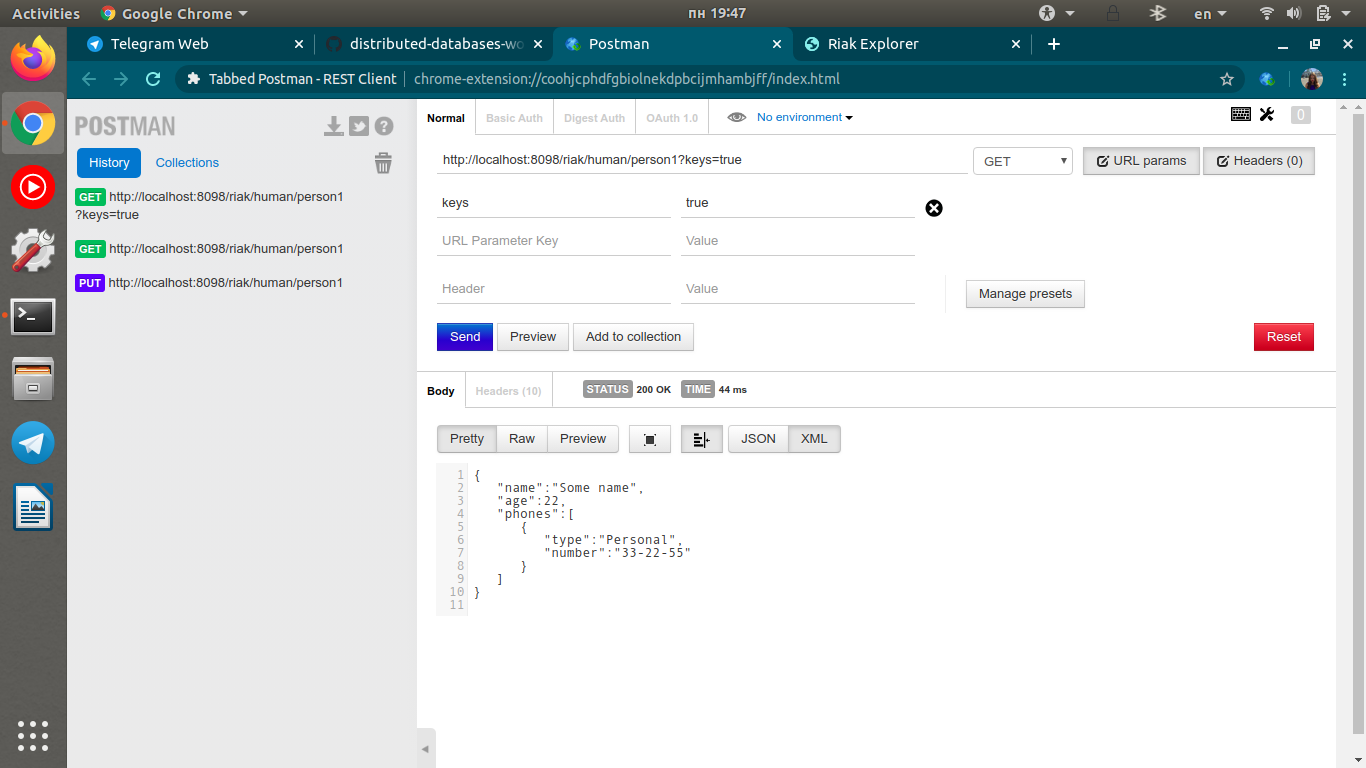 Activities
Google Chrome
пн 19:47
en
Telegram Web
distributed-databases-wo
Postman
Riak Explorer
Tabbed Postman - REST Client
chrome-extension://coohjcphdfgbiolnekdpbcijmhambjff/index.html
POSTMAN
History
Collections
GET http://localhost:8098/riak/human/person1
?keys=true
GET http://localhost:8098/riak/human/person1
PUT http://localhost:8098/riak/human/person1
Normal
Basic Auth
Digest Auth
OAuth 1.0
No environment
0
http://localhost:8098/riak/human/person1?keys=true
GET
URL params
Headers (0)
keys
true
URL Parameter Key
Value
Header
Value
Manage presets
Send
Preview
Add to collection
Reset
Body
Headers (10)
STATUS 200 OK
TIME 44 ms
Pretty
Raw
Preview
JSON
XML
1 {
2 "name":"Some name",
3 "age":22,
4 "phones":[
5 {
6 "type":"Personal",
7 "number":"33-22-55"
8 }
9 ]
10 }
11